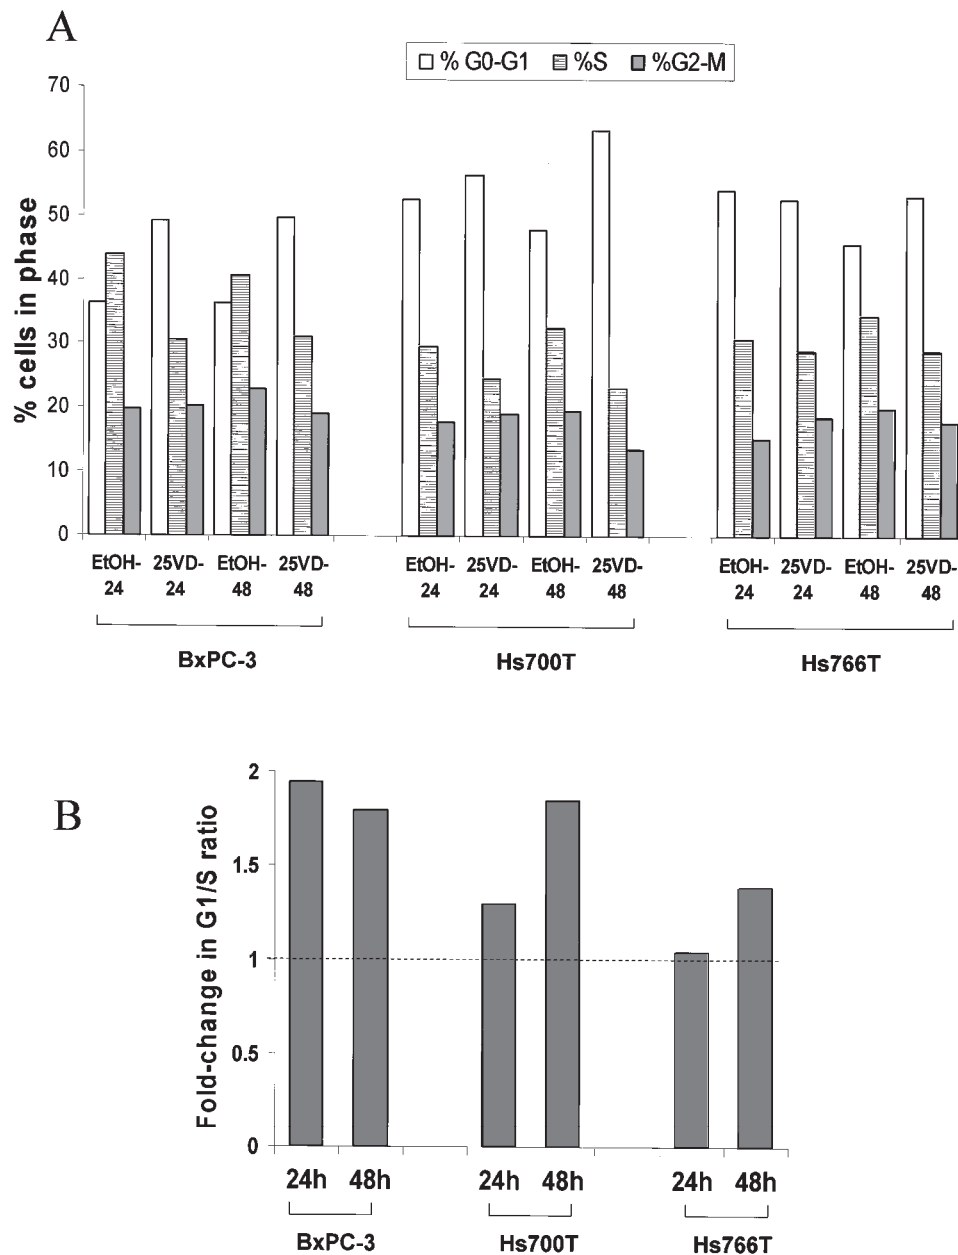 A
% G0-G1 %S %G2-M
70
60
50
40
30
20
10
0
% cells in phase
EtOH-24 25VD-24 EtOH-48 25VD-48 EtOH-24 25VD-24 EtOH-48 25VD-48 EtOH-24 25VD-24 EtOH-48 25VD-48
BxPC-3 Hs700T Hs766T
B
2
1.5
1
0.5
0
Fold-change in G1/S ratio
24h 48h 24h 48h 24h 48h
BxPC-3 Hs700T Hs766T